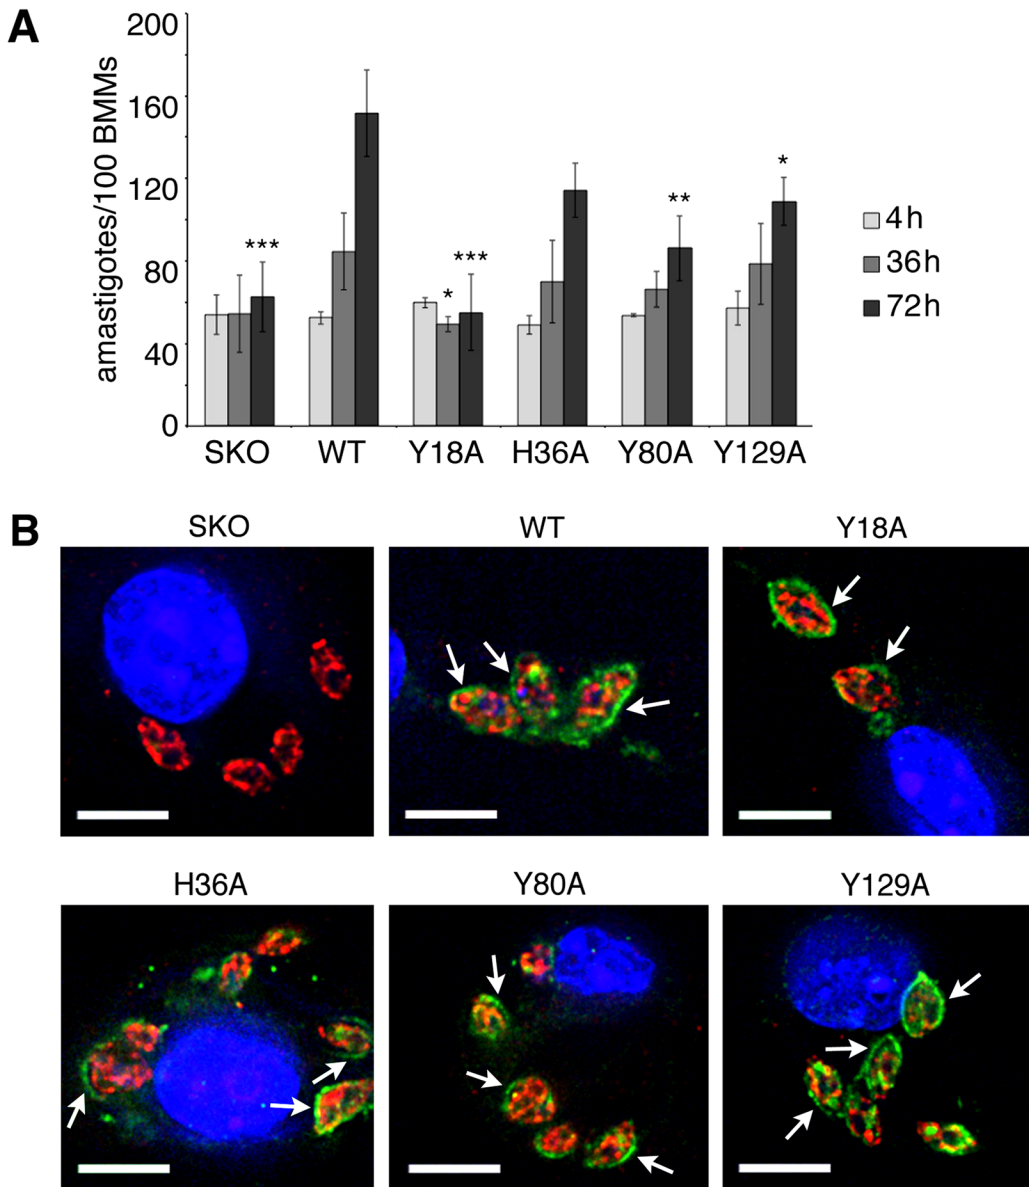 A
200
160
120
80
40
0
amastigotes/100 BMMs
***
*
***
**
*
4h
36h
72h
SKO WT Y18A H36A Y80A Y129A
B
SKO WT Y18A
H36A Y80A Y129A